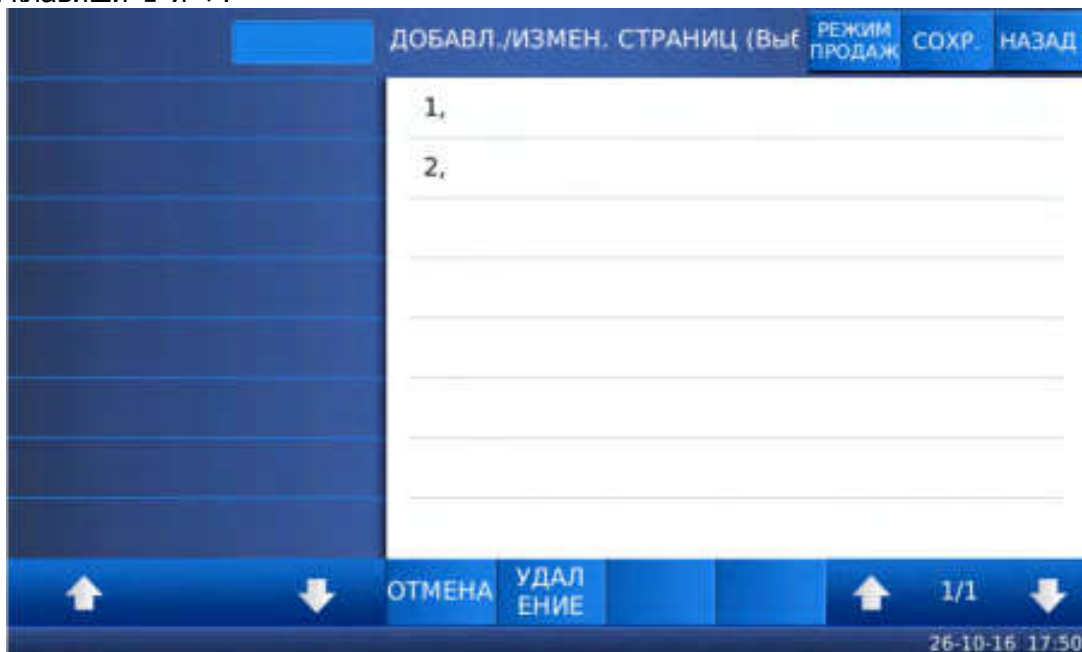 ДОБАВЛ./ИЗМЕН. СТРАНИЦ (Выб
РЕЖИМ
ПРОДАЖ
СОХР.
НАЗАД
1,
2,
ОТМЕНА
УДАЛ
ЕНИЕ
1/1
26-10-16 17:50